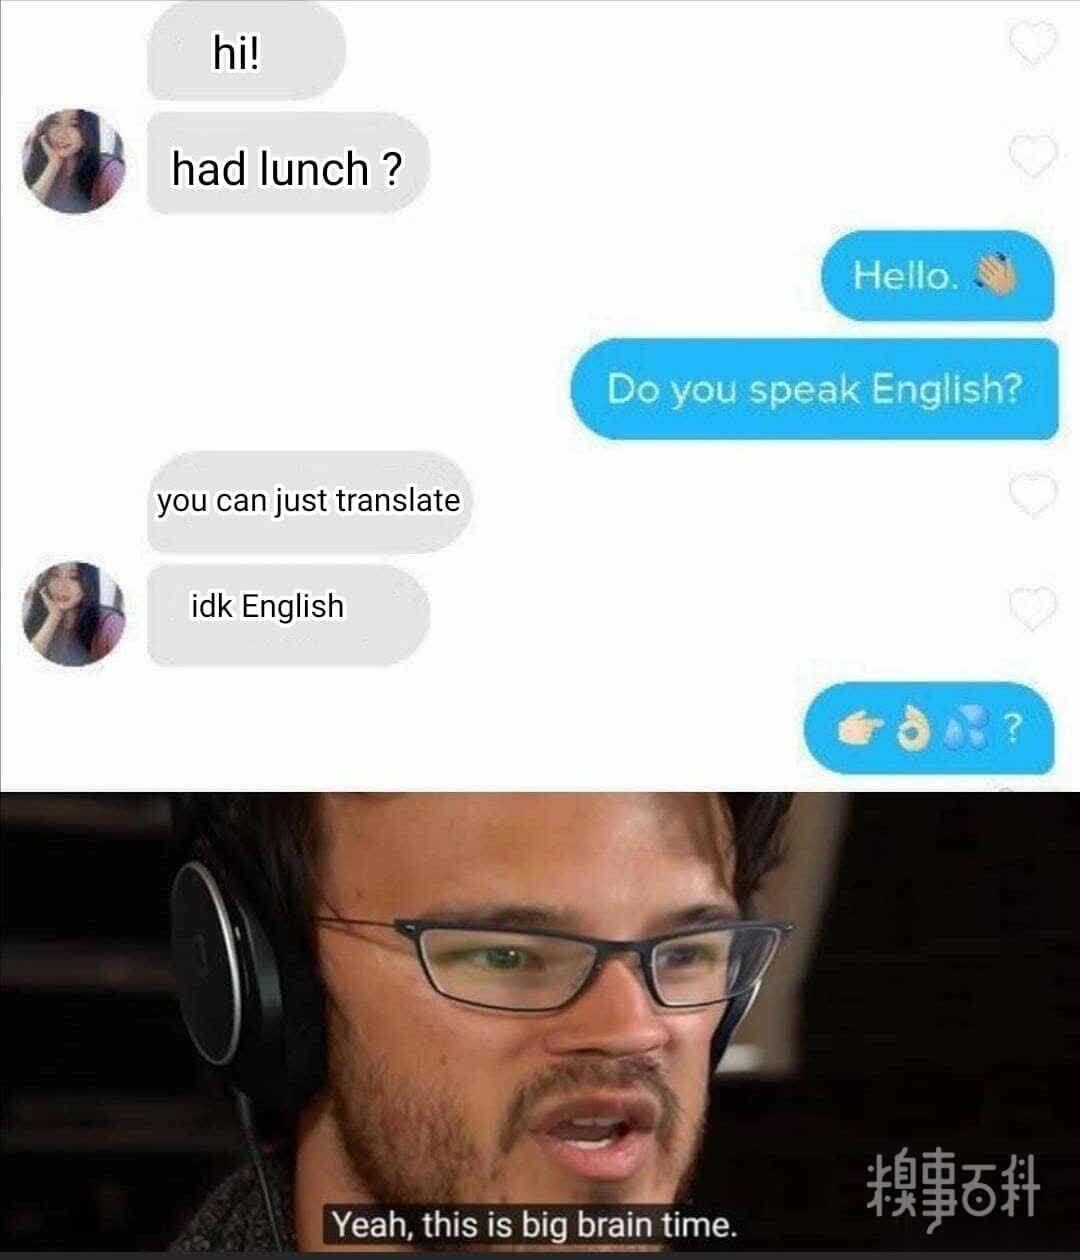 hi!
had lunch ?
Hello. 👋🏼
Do you speak English?
you can just translate
idk English
👉🏻👌🏻💦?
Yeah, this is big brain time.
糗事百科